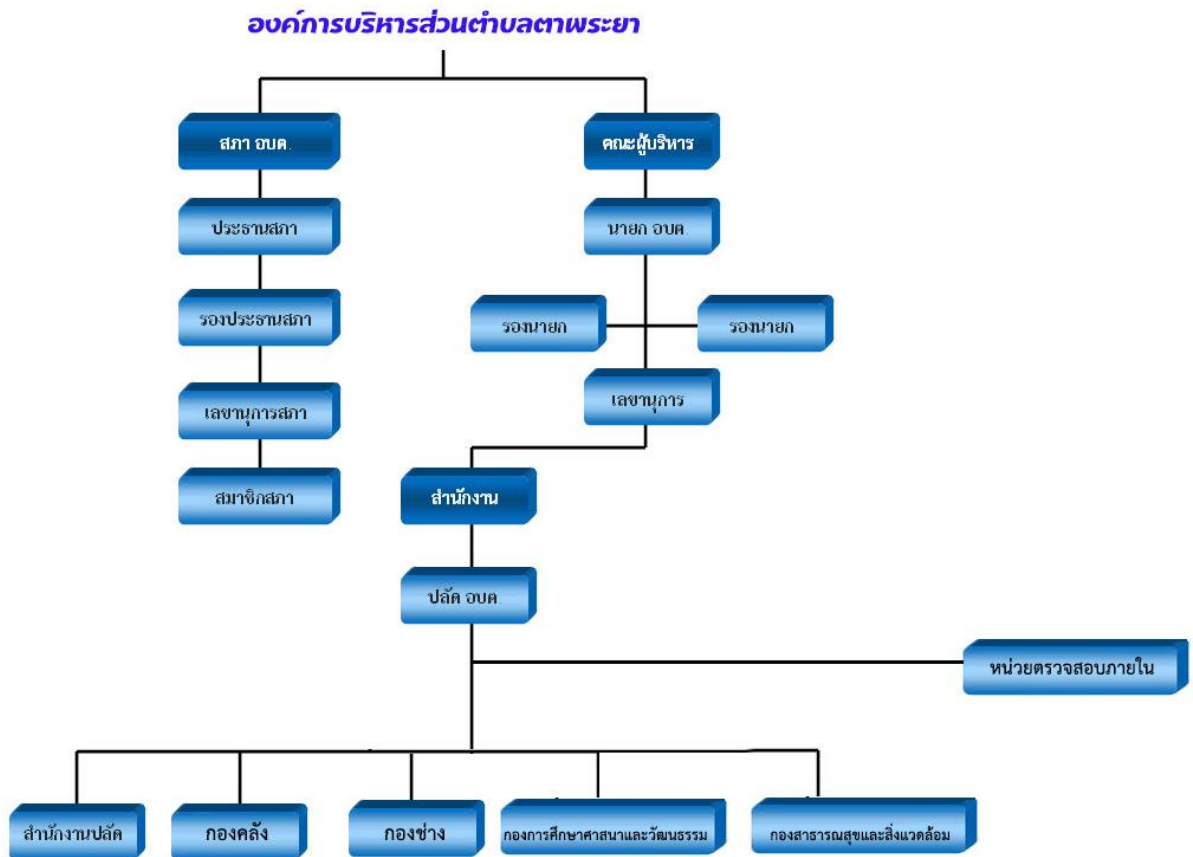 องค์การบริหารส่วนตำบลตาพระยา
สภา อบต.
คณะผู้บริหาร
ประธานสภา
นายก อบต.
รองประธานสภา
รองนายก
รองนายก
เลขานุการสภา
เลขานุการ
สมาชิกสภา
สำนักงาน
ปลัด อบต.
หน่วยตรวจสอบภายใน
สำนักงานปลัด
กองคลัง
กองช่าง
กองการศึกษาศาสนาและวัฒนธรรม
กองสาธารณสุขและสิ่งแวดล้อม